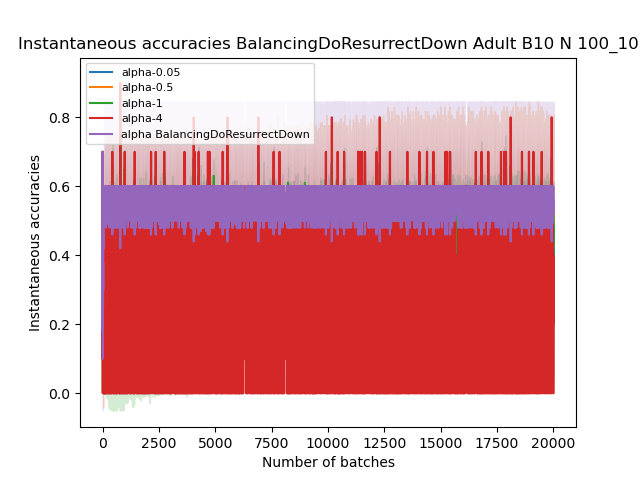 Instantaneous accuracies BalancingDoResurrectDown Adult B10 N 100_10
alpha-0.05
alpha-0.5
alpha-1
alpha-4
alpha BalancingDoResurrectDown
0.8
0.6
0.4
0.2
0.0
Instantaneous accuracies
0
2500
5000
7500
10000
12500
15000
17500
20000
Number of batches